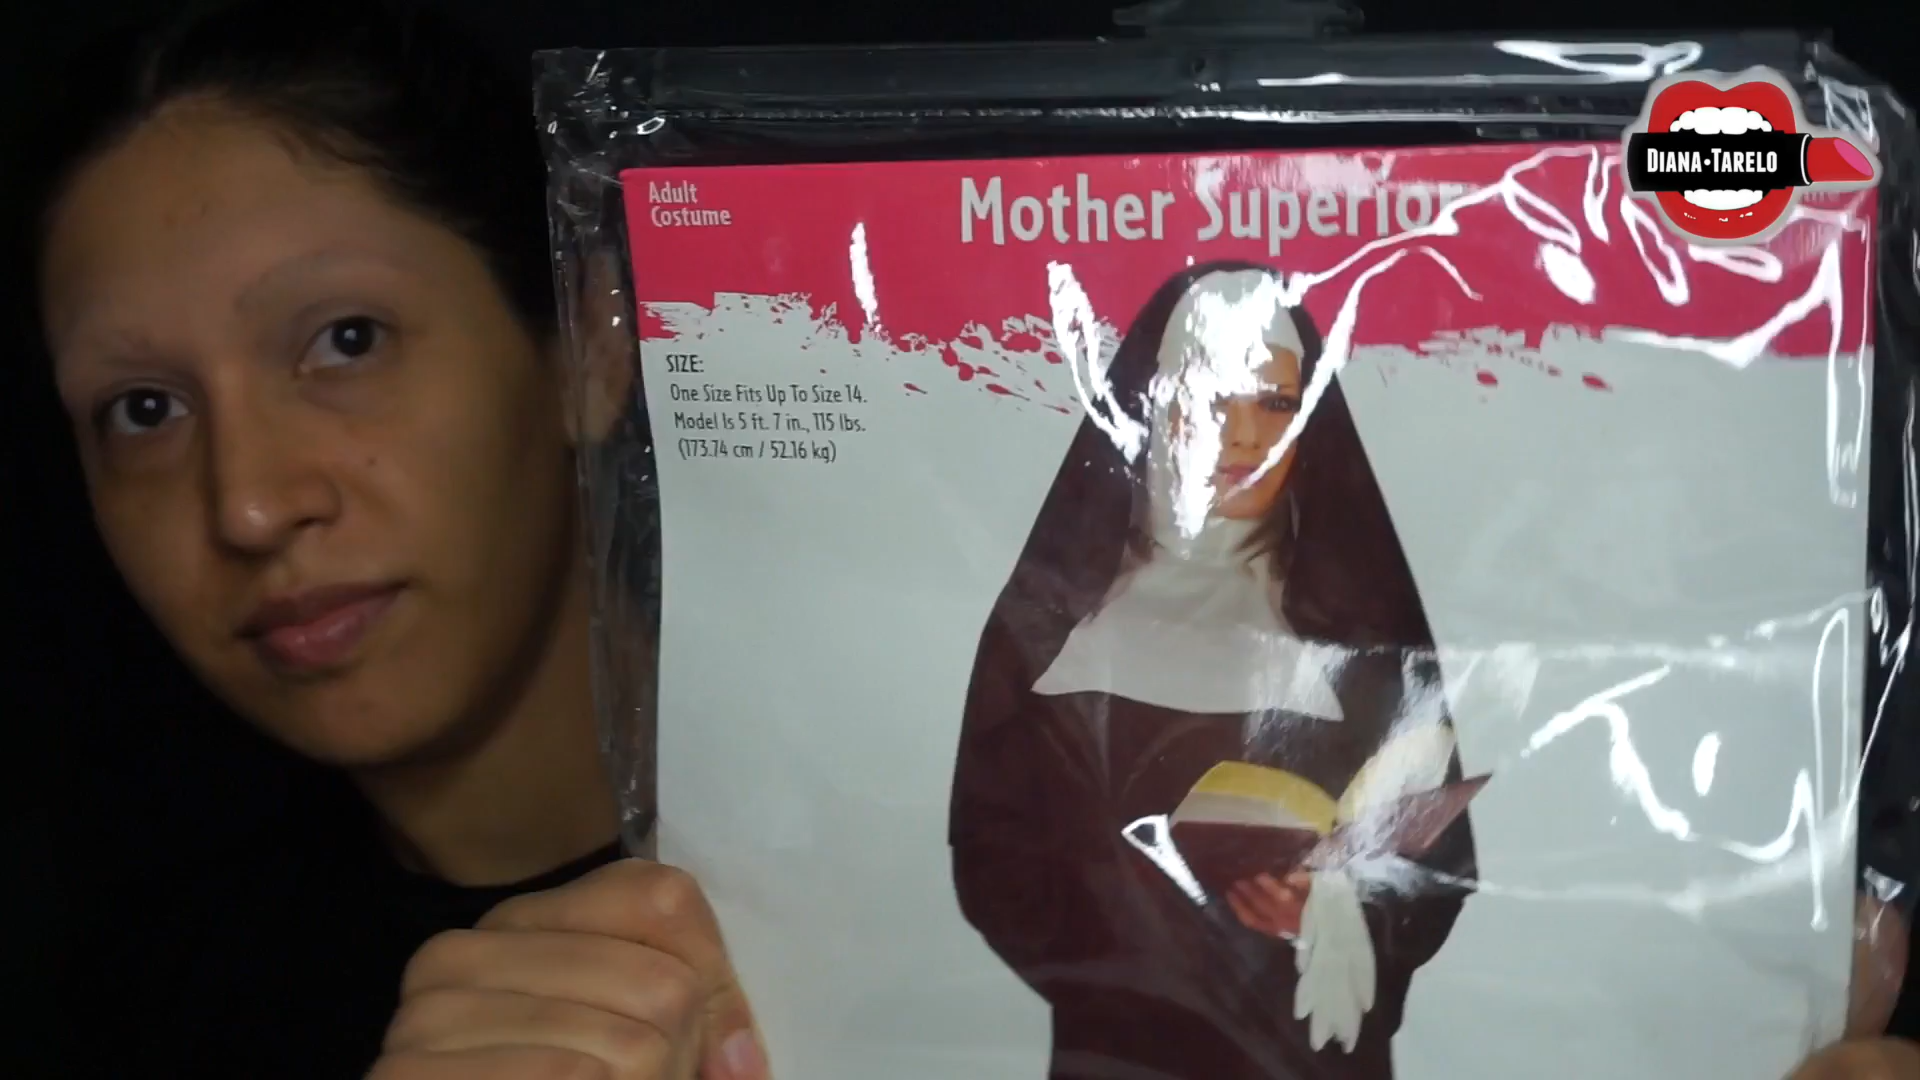 Adult
Costume
Mother Superior
SIZE:
One Size Fits Up To Size 14.
Model Is 5 ft. 7 in., 115 lbs.
(173.74 cm / 52.16 kg)
DIANA•TARELO